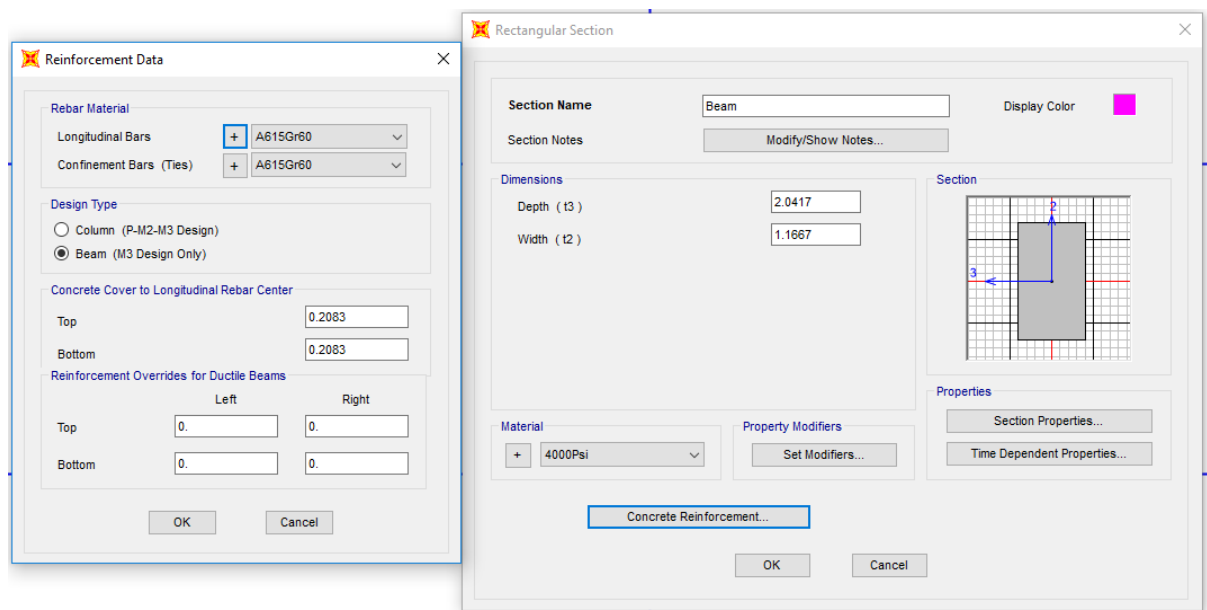 Reinforcement Data
Rebar Material
Longitudinal Bars + A615Gr60
Confinement Bars (Ties) + A615Gr60
Design Type
Column (P-M2-M3 Design)
Beam (M3 Design Only)
Concrete Cover to Longitudinal Rebar Center
Top 0.2083
Bottom 0.2083
Reinforcement Overrides for Ductile Beams
Left Right
Top 0. 0.
Bottom 0. 0.
OK Cancel
Rectangular Section
Section Name Beam Display Color
Section Notes Modify/Show Notes...
Dimensions
Depth ( t3 ) 2.0417
Width ( t2 ) 1.1667
Section
2
3
Material
+ 4000Psi
Property Modifiers
Set Modifiers...
Properties
Section Properties...
Time Dependent Properties...
Concrete Reinforcement...
OK Cancel